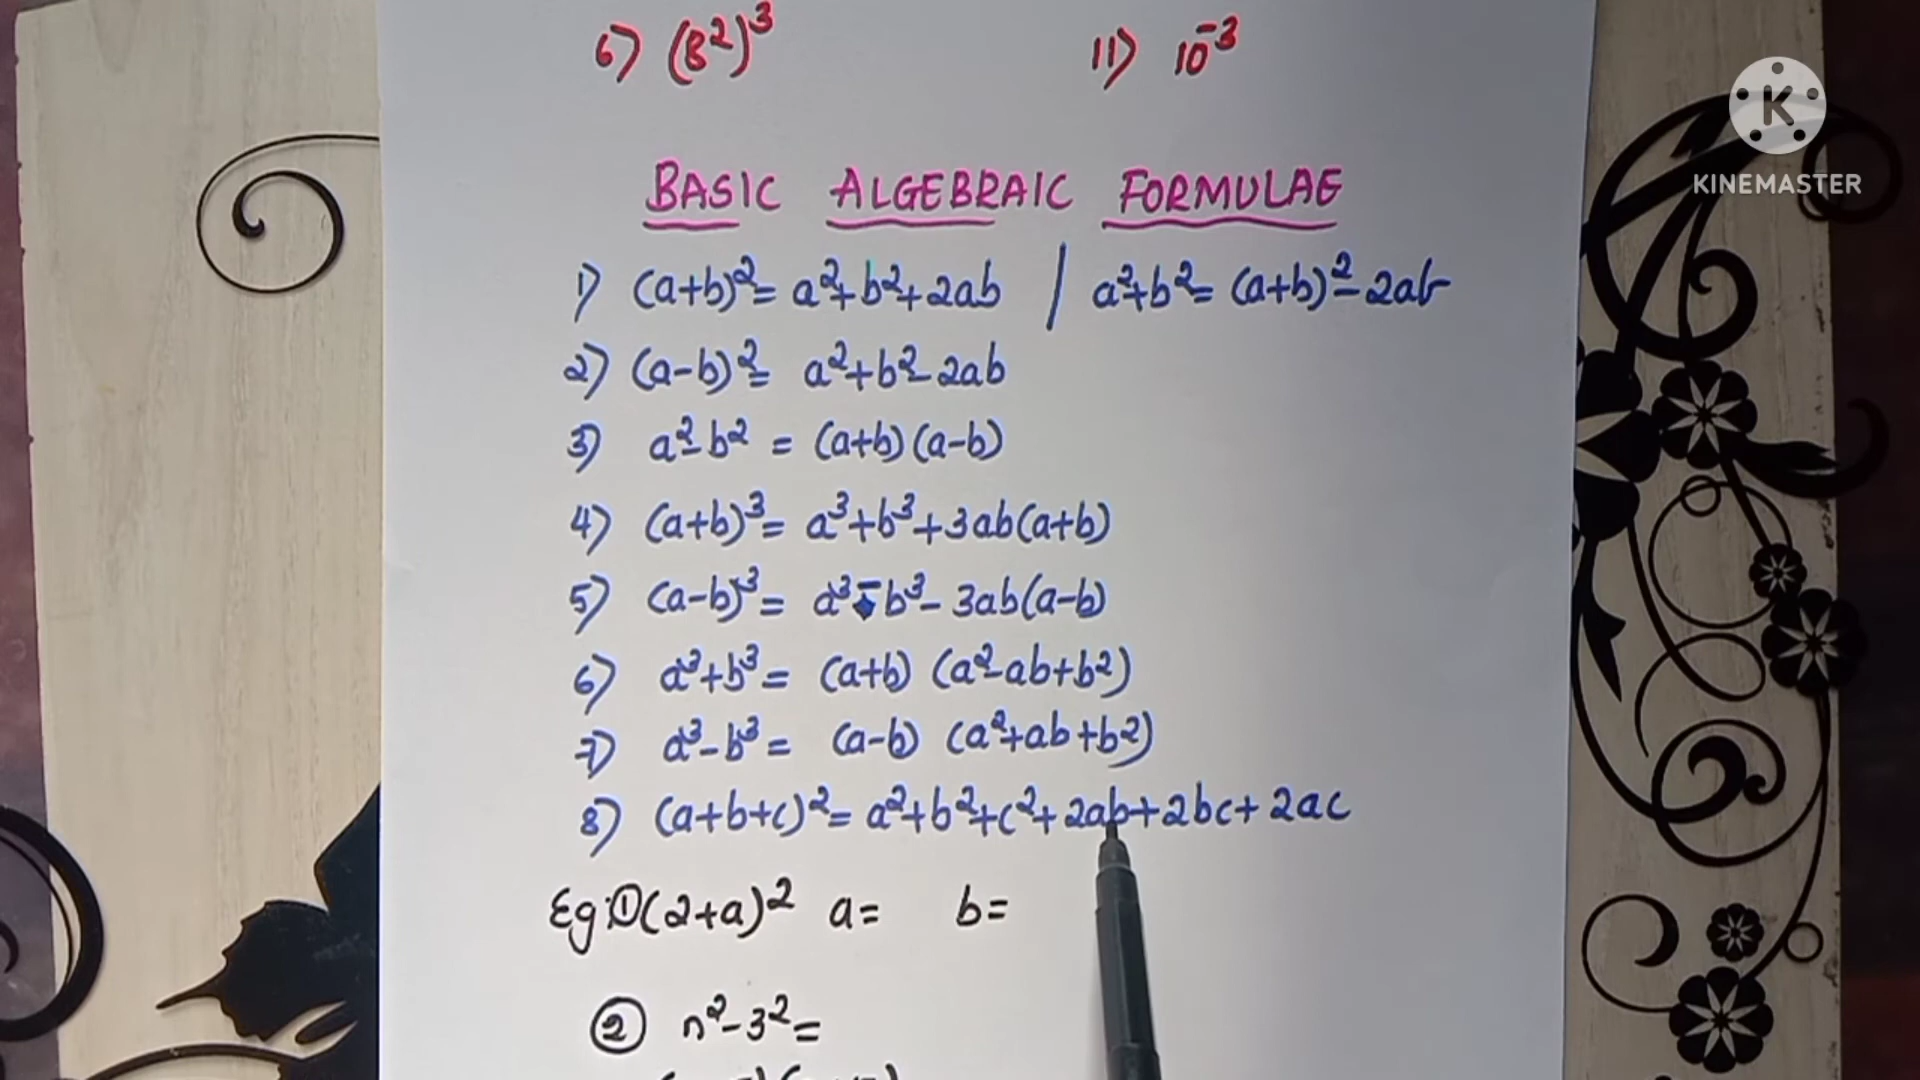 6) (8²)³ 11) 10⁻³
K
KINEMASTER
BASIC ALGEBRAIC FORMULAE
1) (a+b)² = a²+b²+2ab / a²+b² = (a+b)²-2ab
2) (a-b)² = a²+b²-2ab
3) a²-b² = (a+b)(a-b)
4) (a+b)³ = a³+b³+3ab(a+b)
5) (a-b)³ = a³-b³-3ab(a-b)
6) a³+b³ = (a+b) (a²-ab+b²)
7) a³-b³ = (a-b) (a²+ab+b²)
8) (a+b+c)² = a²+b²+c²+2ab+2bc+2ac
Eg:① (2+a)² a= b=
② n²-3²=